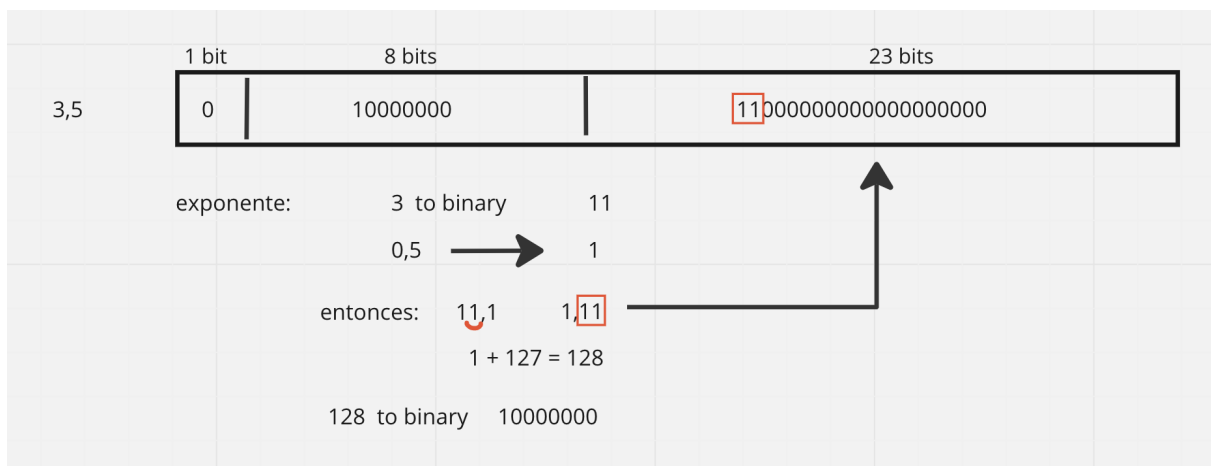 1 bit 8 bits 23 bits
3,5 0 10000000 11000000000000000000
exponente: 3 to binary 11
0,5 1
entonces: 11,1 1,11
1 + 127 = 128
128 to binary 10000000